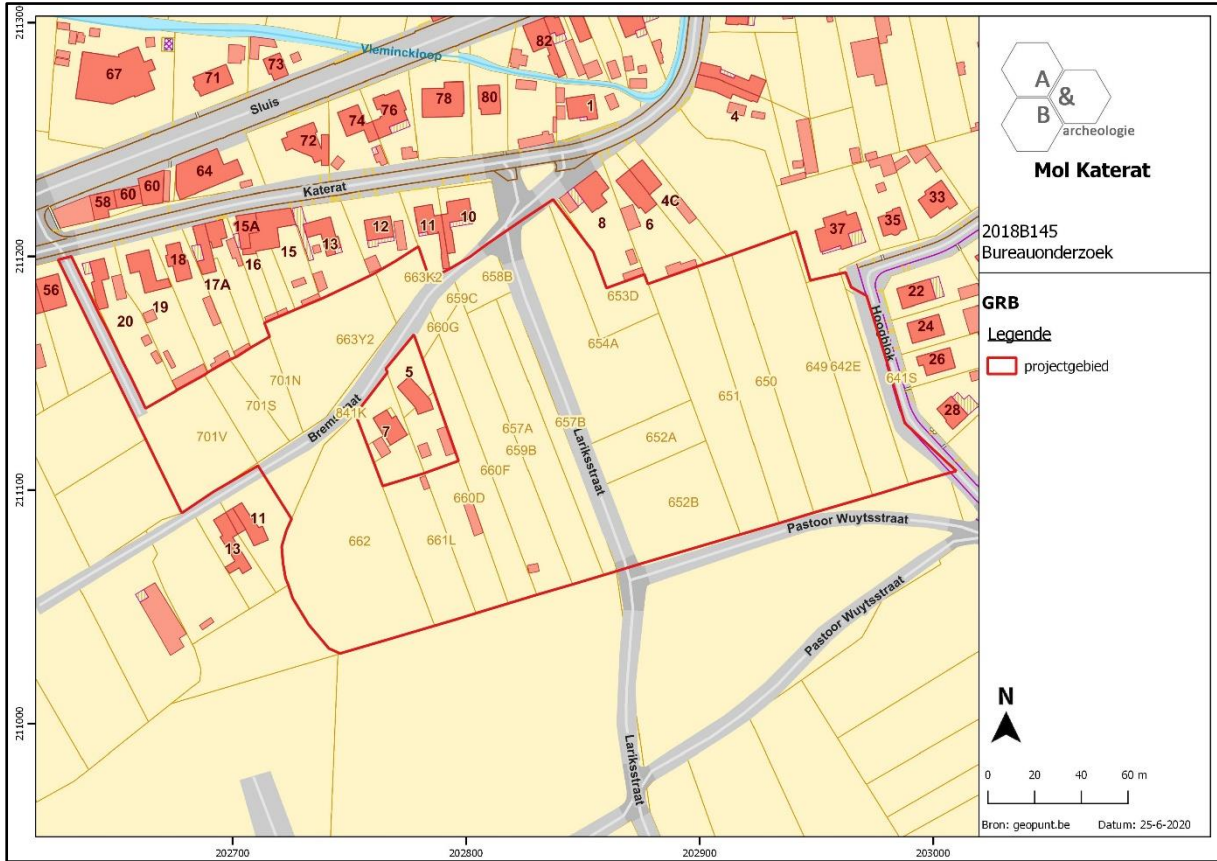 211300
211200
211100
211000
202700
202800
202900
203000
Vleminckloop
Sluis
Katerat
67
71
73
82
78
80
1
4
76
74
72
64
60
60
58
56
15A
15
13
16
17A
18
19
20
12
11
10
8
6
4C
37
35
33
22
24
26
28
Hoogblok
663K2
658B
659C
660G
663Y2
701N
701S
701V
841K
5
7
11
13
653D
654A
651
650
649
642E
641S
657A
657B
659B
660F
660D
661L
662
652A
652B
Lariksstraat
Pastoor Wuytsstraat
Pastoor Wuytsstraat
Lariksstraat
A
&
B
archeologie
Mol Katerat
2018B145
Bureauonderzoek
GRB
Legende
projectgebied
N
0 20 40 60 m
Bron: geopunt.be Datum: 25-6-2020